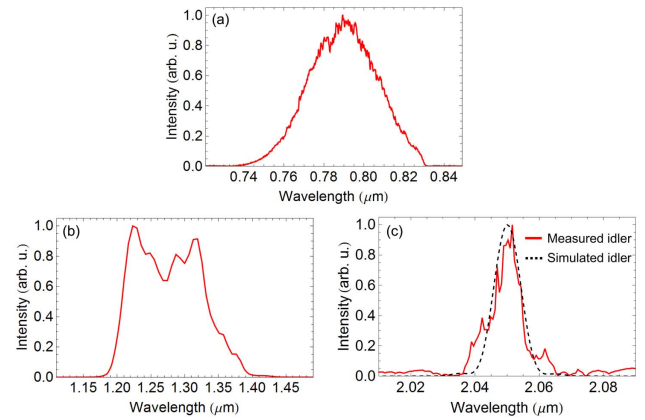 (a)
Intensity (arb. u.)
1.0
0.8
0.6
0.4
0.2
0.0
0.74 0.76 0.78 0.80 0.82 0.84
Wavelength (μm)
(b)
Intensity (arb. u.)
1.0
0.8
0.6
0.4
0.2
0.0
1.15 1.20 1.25 1.30 1.35 1.40 1.45
Wavelength (μm)
(c)
Measured idler
Simulated idler
Intensity (arb. u.)
1.0
0.8
0.6
0.4
0.2
0.0
2.02 2.04 2.06 2.08
Wavelength (μm)